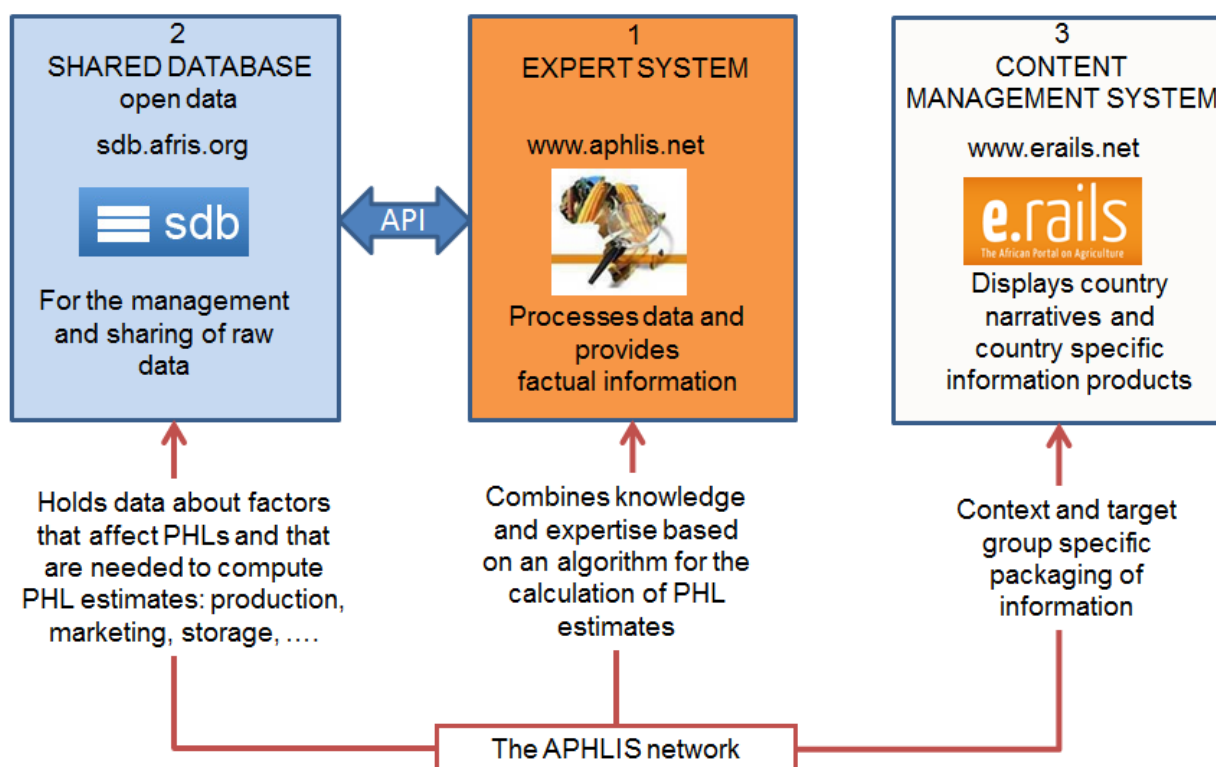 2
SHARED DATABASE
open data
sdb.afris.org
sdb
For the management
and sharing of raw
data
API
1
EXPERT SYSTEM
www.aphlis.net
Processes data and
provides
factual information
3
CONTENT
MANAGEMENT SYSTEM
www.erails.net
e.rails
The African Portal on Agriculture
Displays country
narratives and
country specific
information products
Holds data about factors
that affect PHLs and that
are needed to compute
PHL estimates: production,
marketing, storage, ....
Combines knowledge
and expertise based
on an algorithm for the
calculation of PHL
estimates
Context and target
group specific
packaging of
information
The APHLIS network